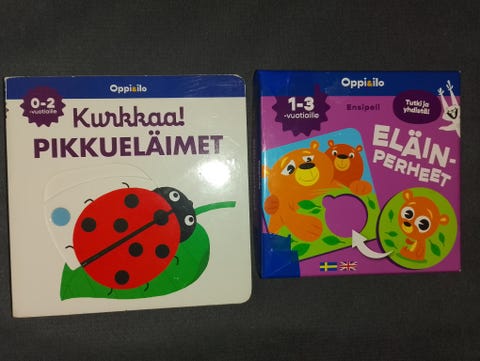 Oppi&ilo
0-2
-vuotiaille
Kurkkaa!
PIKKUELÄIMET
Oppi&ilo
1-3
-vuotiaille
Ensipeli
Tutki ja
yhdistä!
ELÄIN-
PERHEET